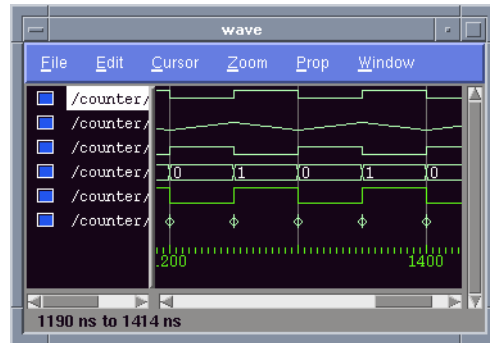 wave
File Edit Cursor Zoom Prop Window
/counter/
/counter/
/counter/
/counter/ 0 1 0 1 0
/counter/
/counter/
1400
1190 ns to 1414 ns